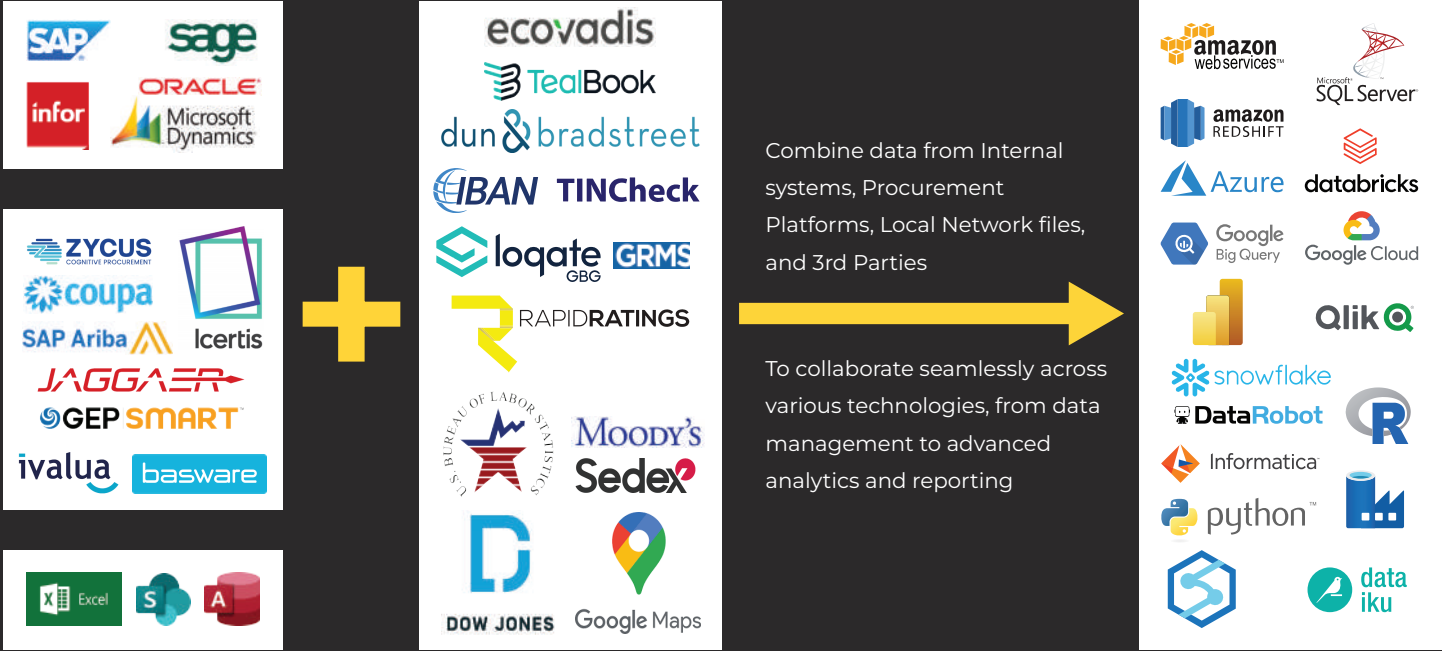 SAP
sage
ORACLE
infor
Microsoft
Dynamics
ZYCUS
COGNITIVE PROCUREMENT
coupa
SAP Ariba
Icertis
JAGGAER
GEP SMART™
ivalua
basware
X
Excel
S
A
ecovadis
TealBook
dun & bradstreet
IBAN
TINCheck
loqate
GBG
GRMS
RAPIDRATINGS
U.S. BUREAU OF LABOR STATISTICS
MOODY'S
Sedex
DOW JONES
Google Maps
Combine data from Internal
systems, Procurement
Platforms, Local Network files,
and 3rd Parties
To collaborate seamlessly across
various technologies, from data
management to advanced
analytics and reporting
amazon
web services™
Microsoft®
SQL Server®
amazon
REDSHIFT
Azure
databricks
Google
Big Query
Google Cloud
Qlik
snowflake
DataRobot
R
Informatica
python™
data
iku